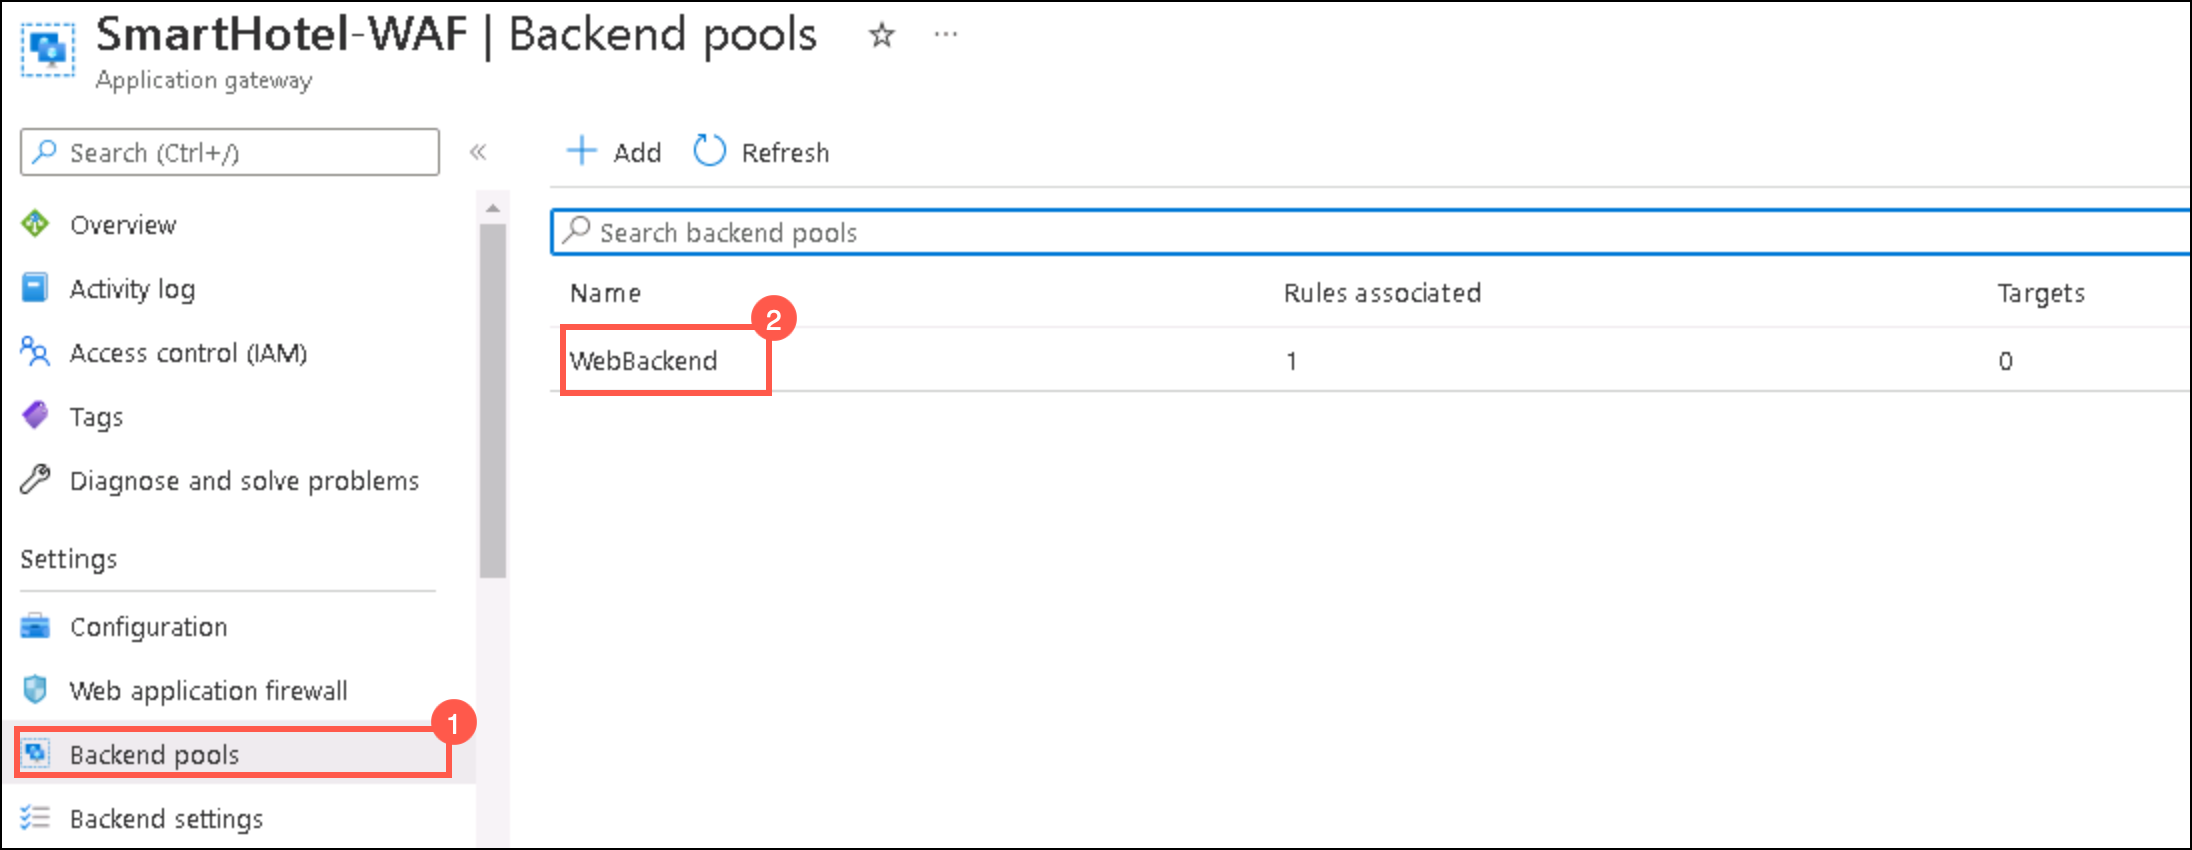 SmartHotel-WAF | Backend pools
Application gateway
Search (Ctrl+/)
Overview
Activity log
Access control (IAM)
Tags
Diagnose and solve problems
Settings
Configuration
Web application firewall
1
Backend pools
Backend settings
Add Refresh
Search backend pools
Name Rules associated Targets
2
WebBackend 1 0